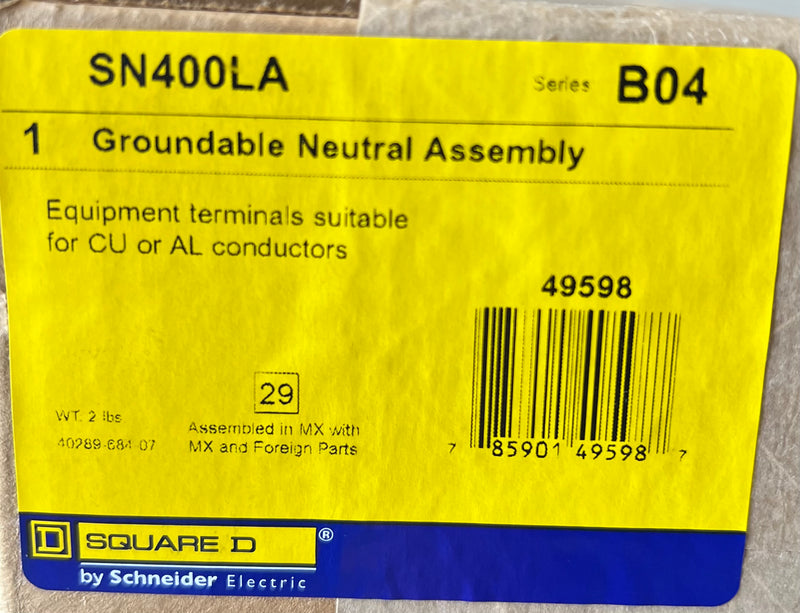 SN400LA Series B04
1 Groundable Neutral Assembly
Equipment terminals suitable
for CU or AL conductors
49598
29
WT. 2 lbs
Assembled in MX with
40289-684-07
MX and Foreign Parts
7 85901 49598 7
SQUARE D ®
by Schneider Electric